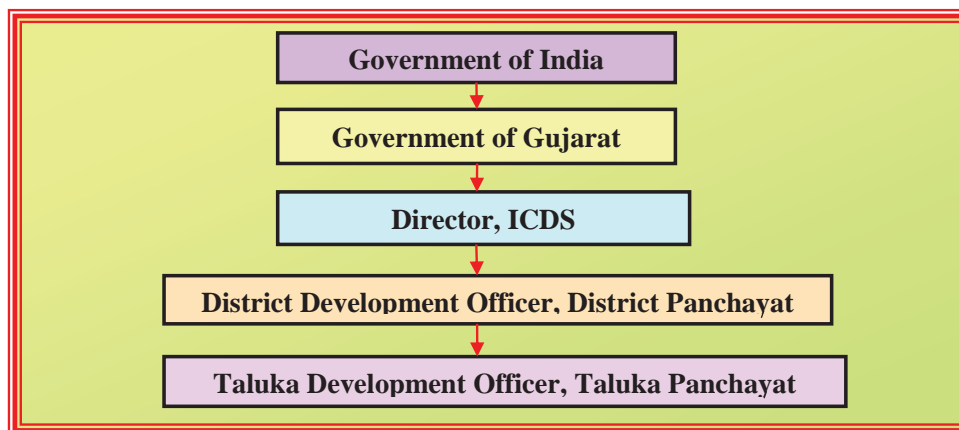 Government of India
Government of Gujarat
Director, ICDS
District Development Officer, District Panchayat
Taluka Development Officer, Taluka Panchayat